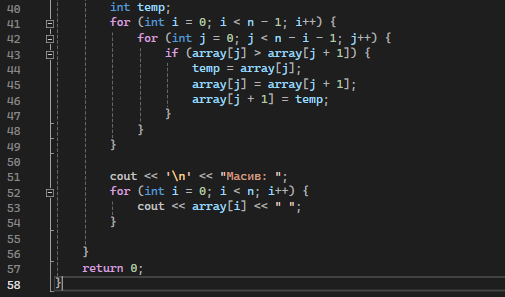 40 int temp;
41 for (int i = 0; i < n - 1; i++) {
42 for (int j = 0; j < n - i - 1; j++) {
43 if (array[j] > array[j + 1]) {
44 temp = array[j];
45 array[j] = array[j + 1];
46 array[j + 1] = temp;
47 }
48 }
49 }
50
51 cout << '\n' << "Масив: ";
52 for (int i = 0; i < n; i++) {
53 cout << array[i] << " ";
54 }
55
56 }
57 return 0;
58 }